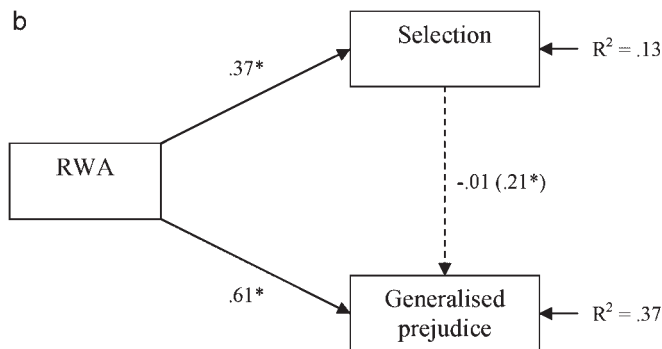 b
Selection
R² = .13
.37*
RWA
-.01 (.21*)
.61*
Generalised
prejudice
R² = .37